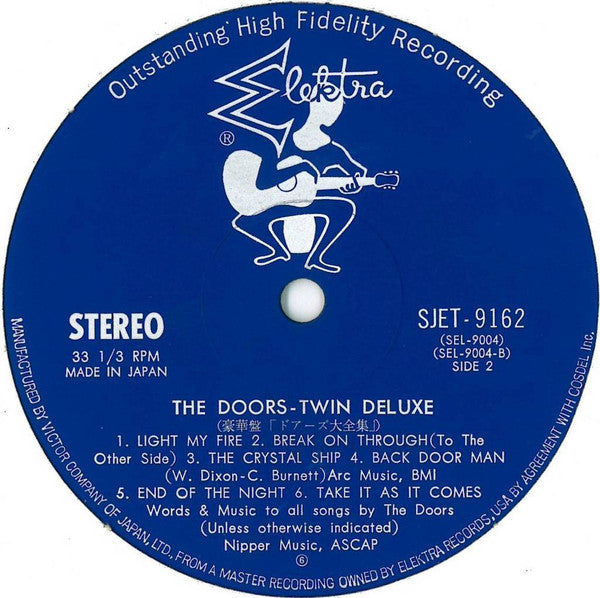 Outstanding High Fidelity Recording
Elektra
®
STEREO
33 1/3 RPM
MADE IN JAPAN
SJET-9162
(SEL-9004)
(SEL-9004-B)
SIDE 2
THE DOORS-TWIN DELUXE
(豪華盤「ドアーズ大全集」)
1. LIGHT MY FIRE 2. BREAK ON THROUGH(To The
Other Side) 3. THE CRYSTAL SHIP 4. BACK DOOR MAN
(W. Dixon-C. Burnett)Arc Music, BMI
5. END OF THE NIGHT 6. TAKE IT AS IT COMES
Words & Music to all songs by The Doors
(Unless otherwise indicated)
Nipper Music, ASCAP
⑥
MANUFACTURED BY VICTOR COMPANY OF JAPAN, LTD., FROM A MASTER RECORDING OWNED BY ELEKTRA RECORDS, USA BY AGREEMENT WITH COSDEL Inc.